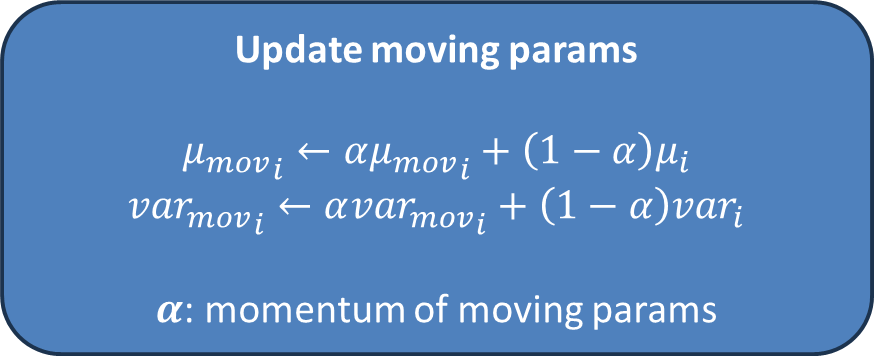 Update moving params
μ_{mov_i} ← αμ_{mov_i} + (1 − α)μ_i
var_{mov_i} ← αvar_{mov_i} + (1 − α)var_i
α: momentum of moving params